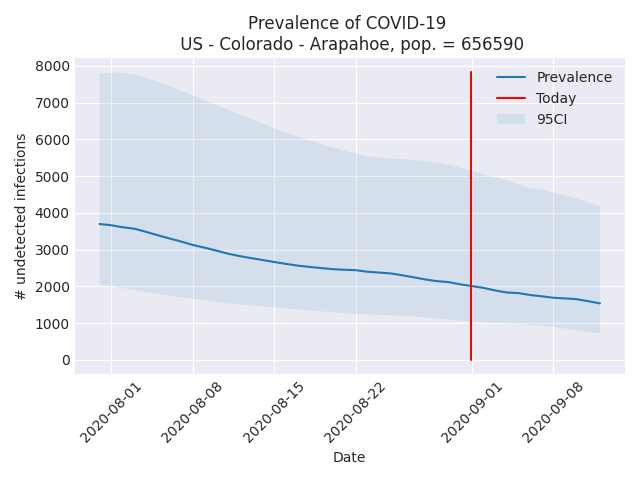 Prevalence of COVID-19
US - Colorado - Arapahoe, pop. = 656590
8000
7000
6000
5000
4000
3000
2000
1000
0
# undetected infections
Prevalence
Today
95CI
2020-08-01
2020-08-08
2020-08-15
2020-08-22
2020-09-01
2020-09-08
Date